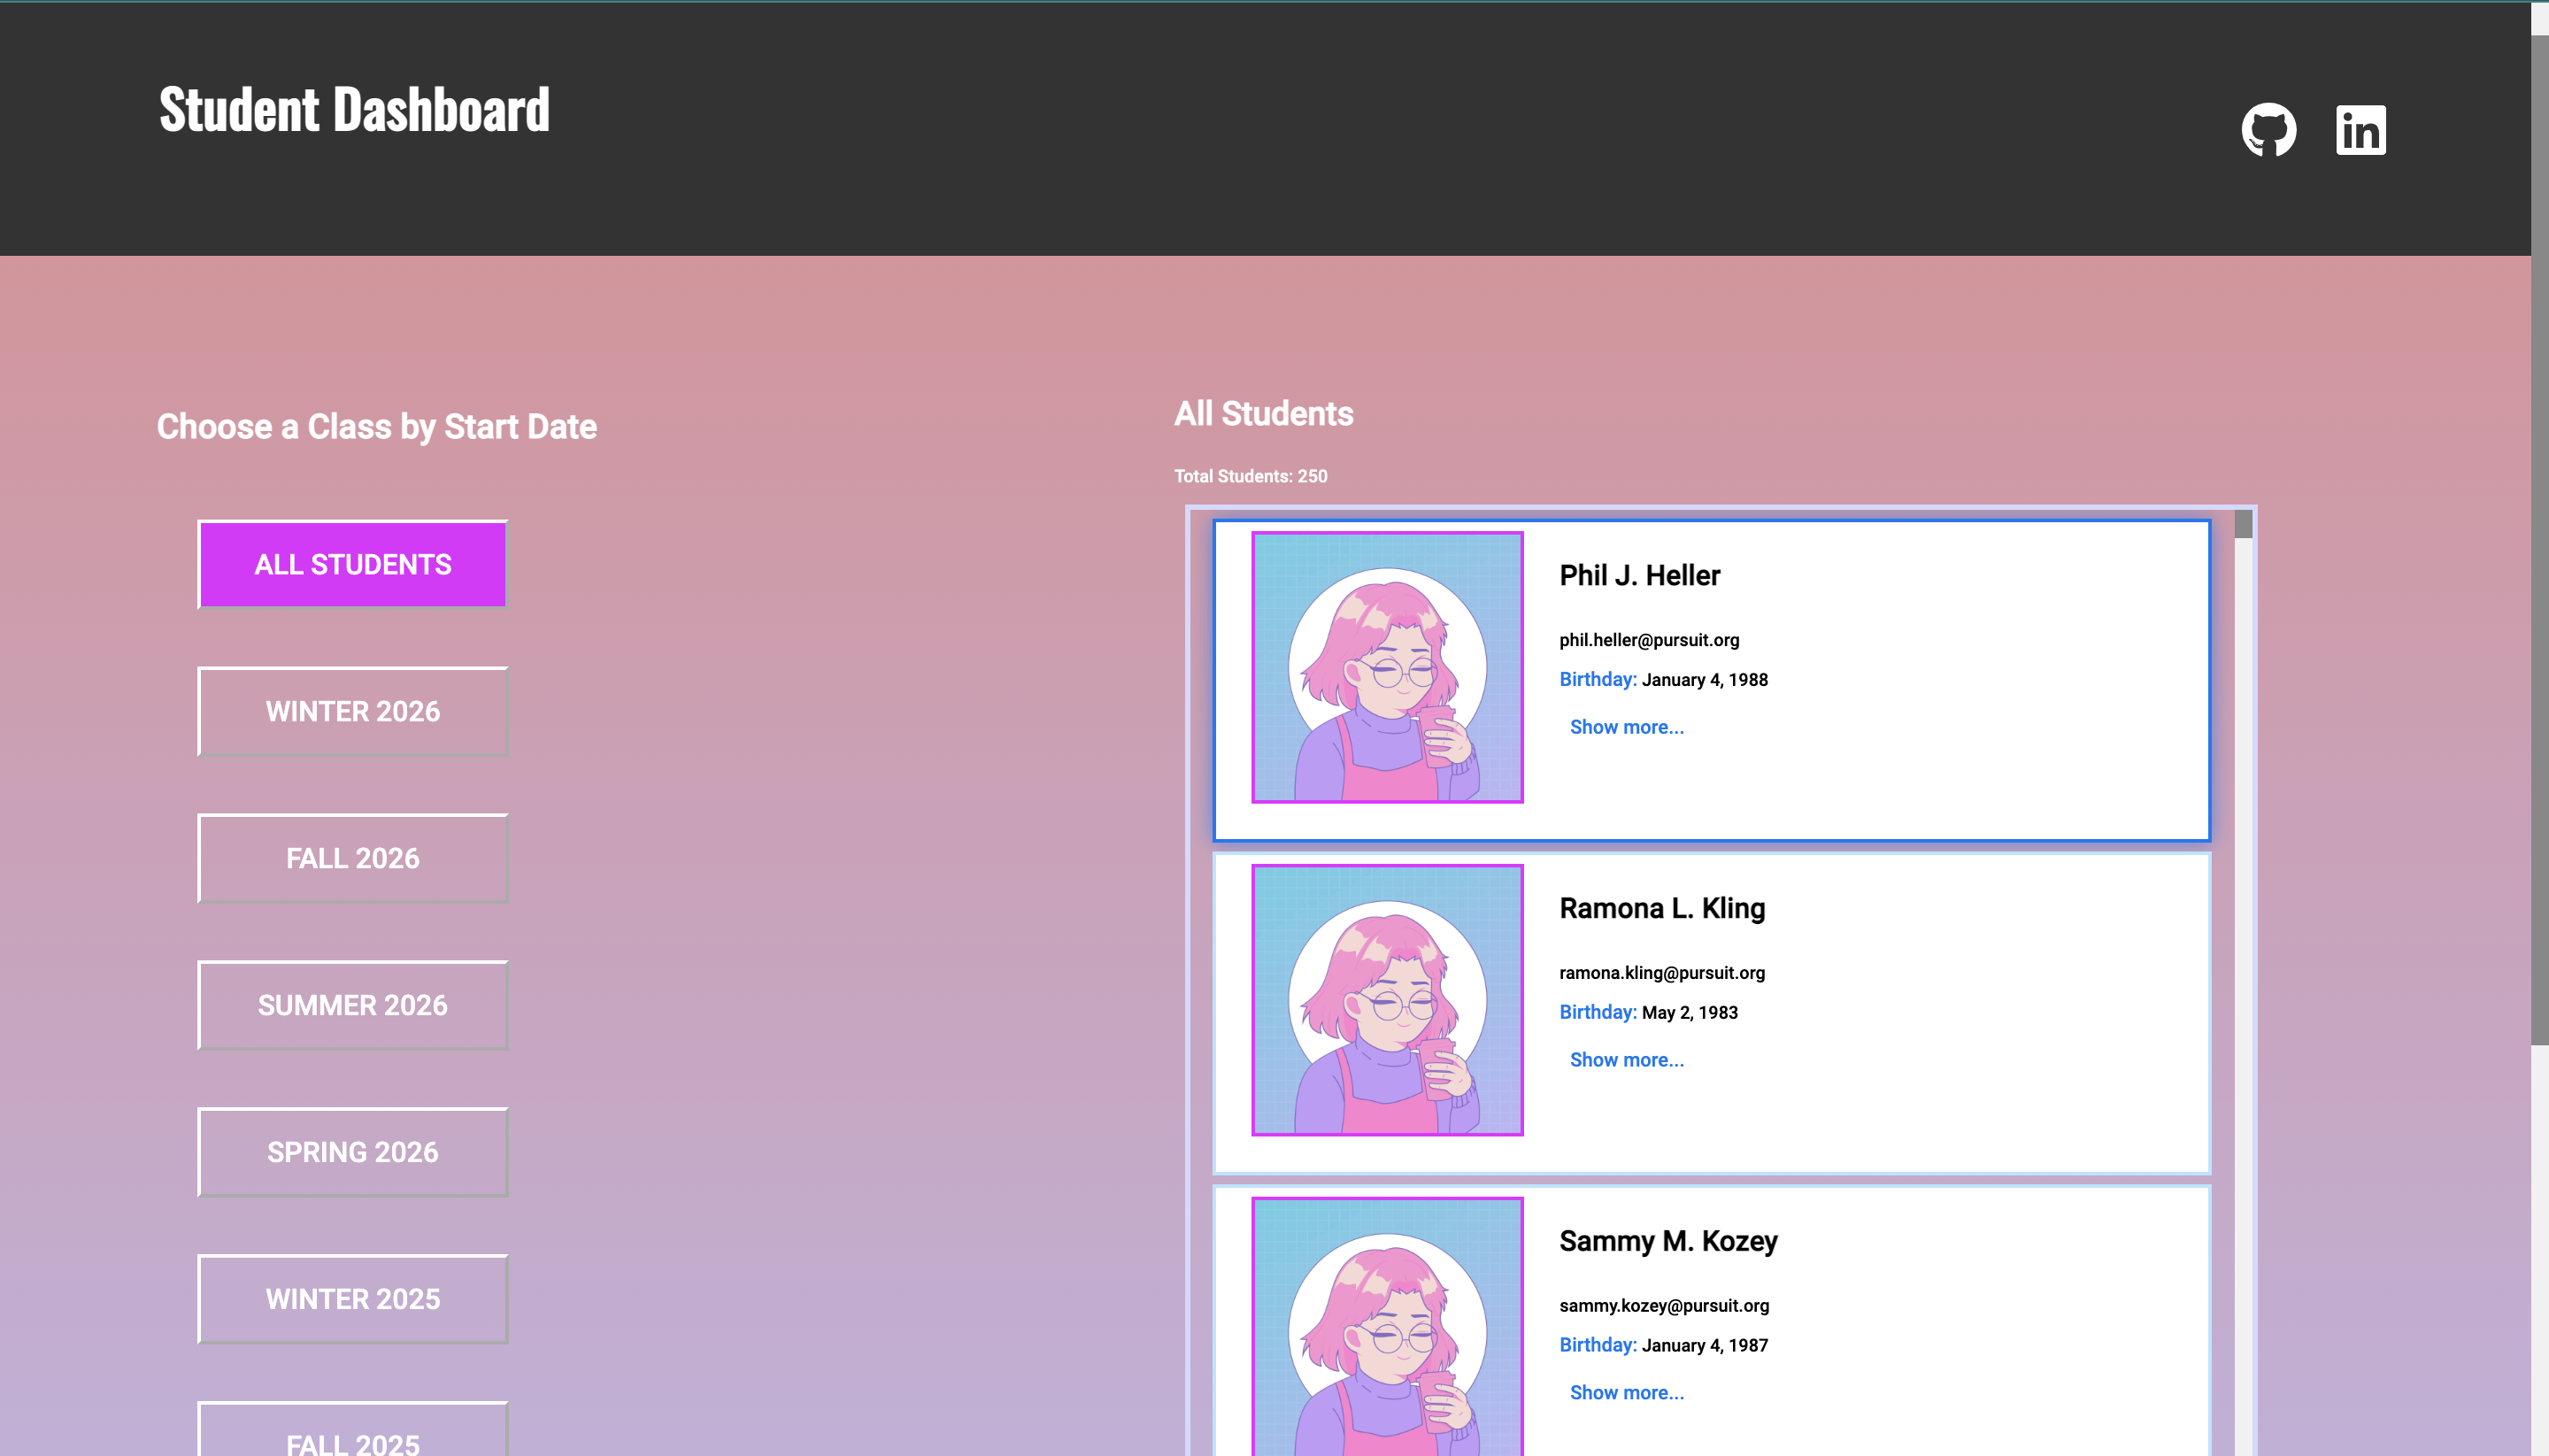 Student Dashboard
Choose a Class by Start Date
ALL STUDENTS
WINTER 2026
FALL 2026
SUMMER 2026
SPRING 2026
WINTER 2025
FALL 2025
All Students
Total Students: 250
Phil J. Heller
phil.heller@pursuit.org
Birthday: January 4, 1988
Show more...
Ramona L. Kling
ramona.kling@pursuit.org
Birthday: May 2, 1983
Show more...
Sammy M. Kozey
sammy.kozey@pursuit.org
Birthday: January 4, 1987
Show more...